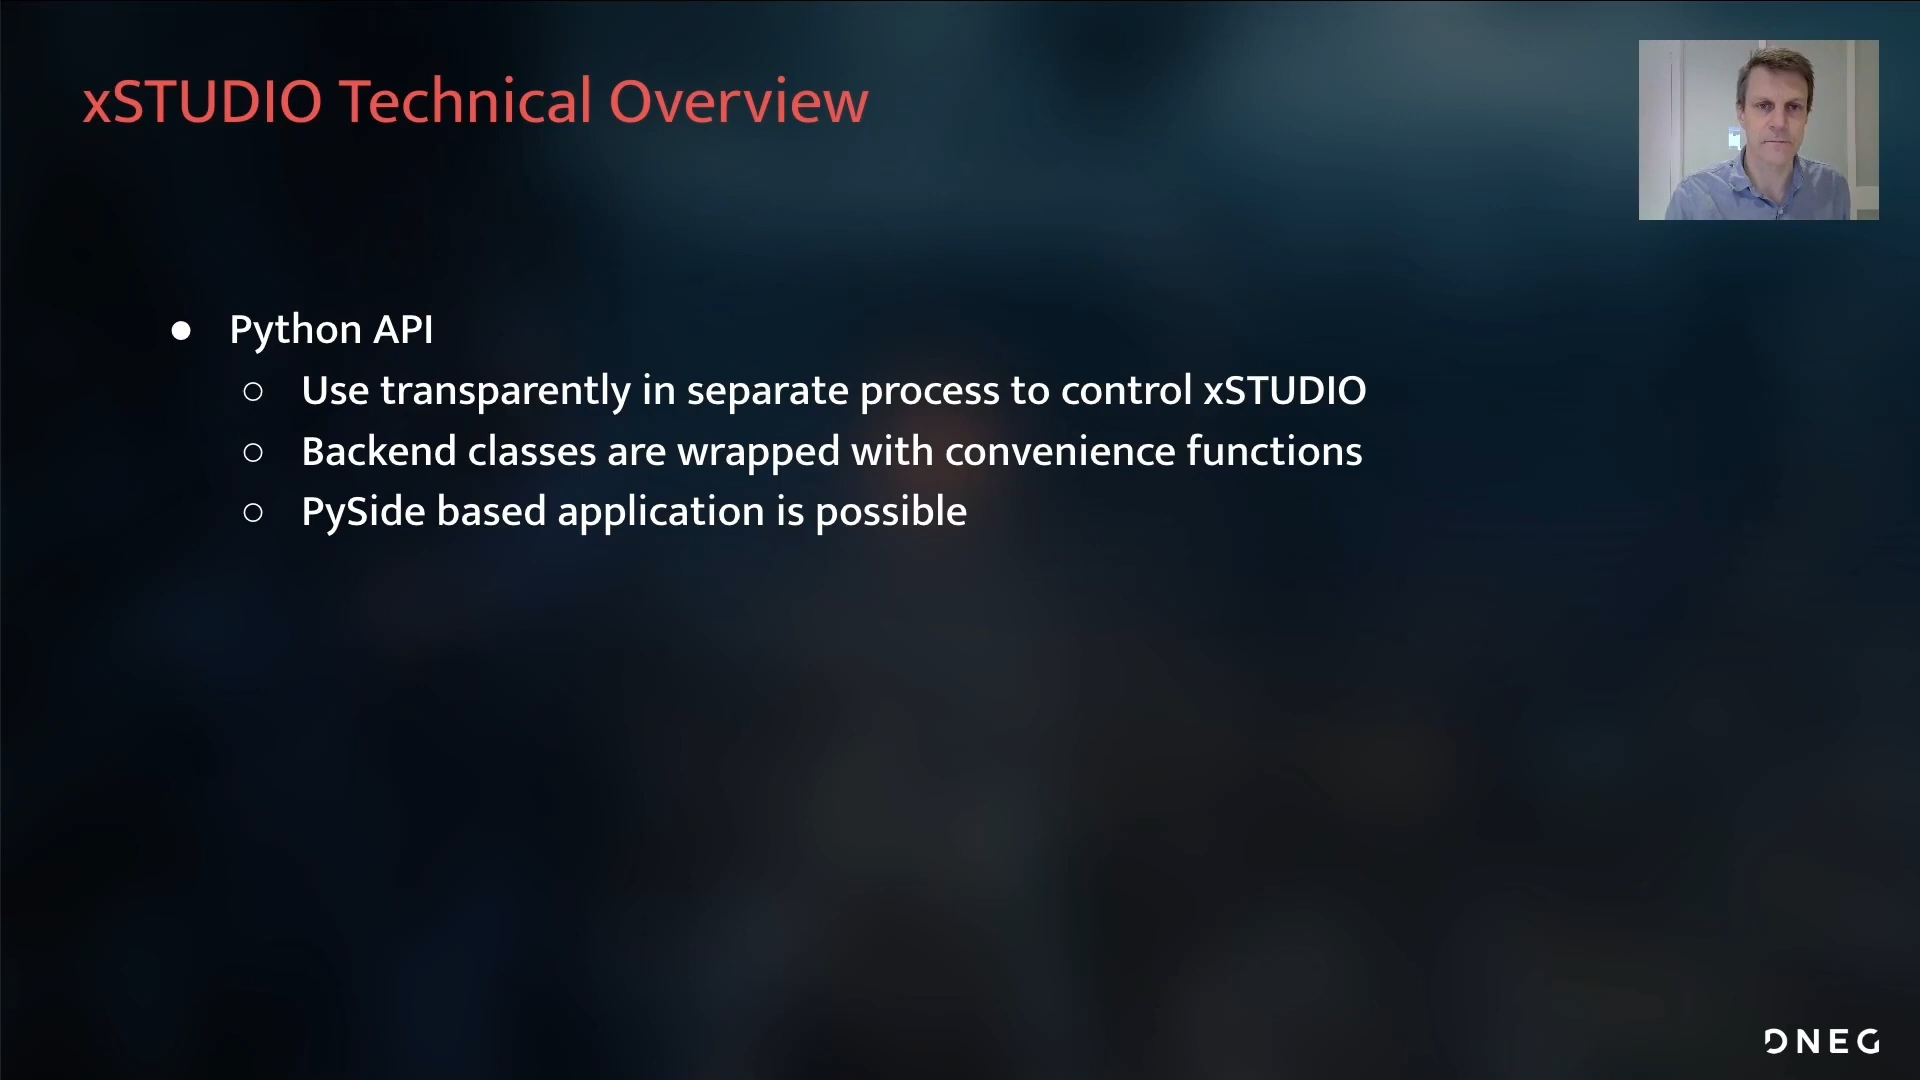 xSTUDIO Technical Overview
● Python API
○ Use transparently in separate process to control xSTUDIO
○ Backend classes are wrapped with convenience functions
○ PySide based application is possible
DNEG